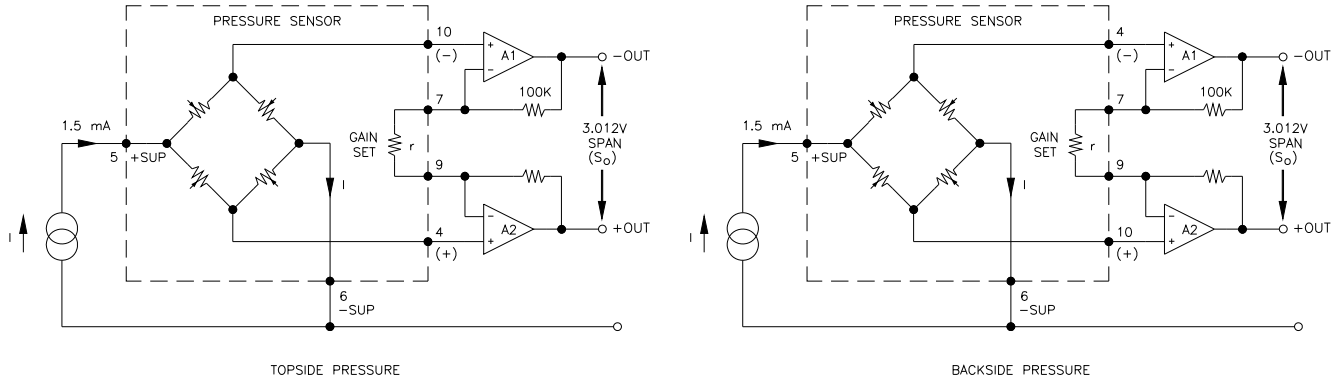 PRESSURE SENSOR
10
(−)
+
A1
−
−OUT
7
100K
1.5 mA
5
+SUP
GAIN
SET
r
3.012V
SPAN
(So)
I
9
I
−
A2
+
+OUT
4
(+)
6
−SUP
TOPSIDE PRESSURE
PRESSURE SENSOR
4
(−)
+
A1
−
−OUT
7
100K
1.5 mA
5
+SUP
GAIN
SET
r
3.012V
SPAN
(So)
I
9
I
−
A2
+
+OUT
10
(+)
6
−SUP
BACKSIDE PRESSURE